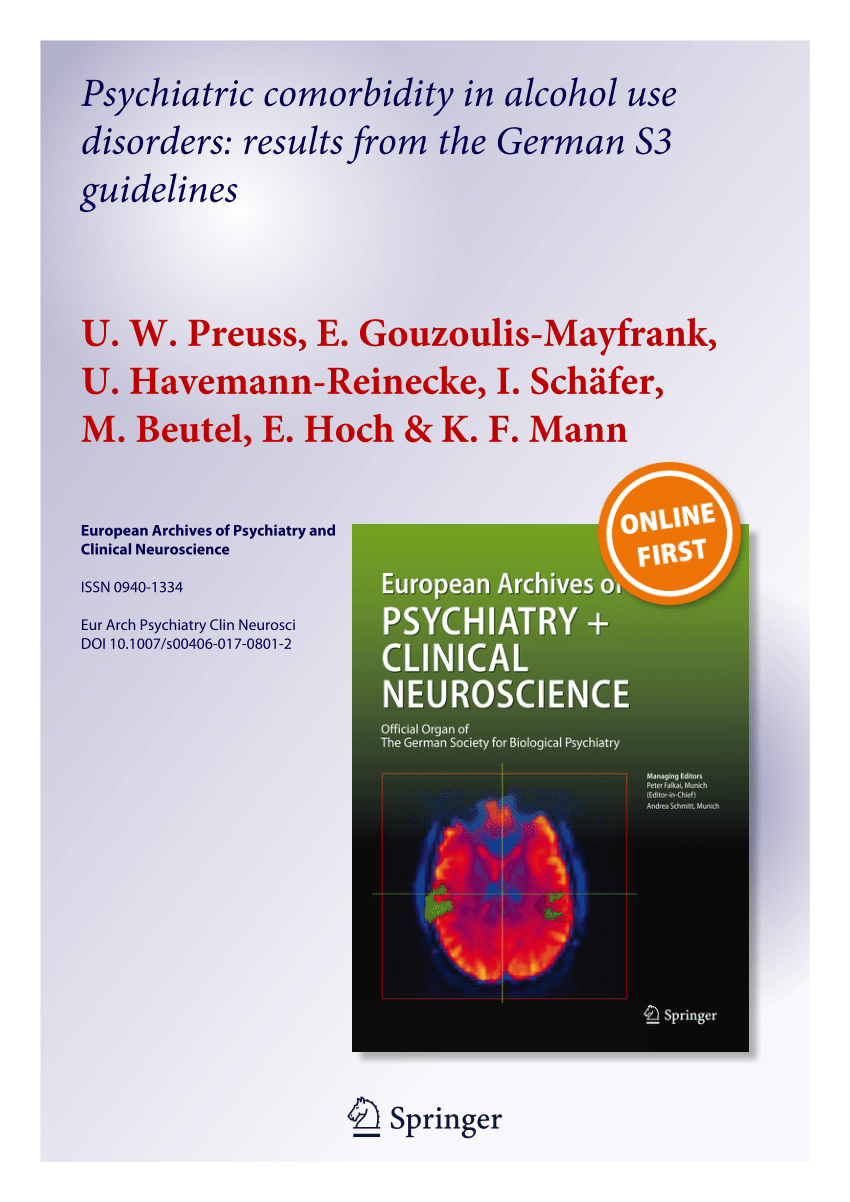 Psychiatric comorbidity in alcohol use
disorders: results from the German S3
guidelines
U. W. Preuss, E. Gouzoulis-Mayfrank,
U. Havemann-Reinecke, I. Schäfer,
M. Beutel, E. Hoch & K. F. Mann
European Archives of Psychiatry and
Clinical Neuroscience
ISSN 0940-1334
Eur Arch Psychiatry Clin Neurosci
DOI 10.1007/s00406-017-0801-2
ONLINE
FIRST
European Archives of
PSYCHIATRY +
CLINICAL
NEUROSCIENCE
Official Organ of
The German Society for Biological Psychiatry
Managing Editors
Peter Falkai, Munich
(Editor-in-Chief)
Andrea Schmitt, Munich
Springer
Springer